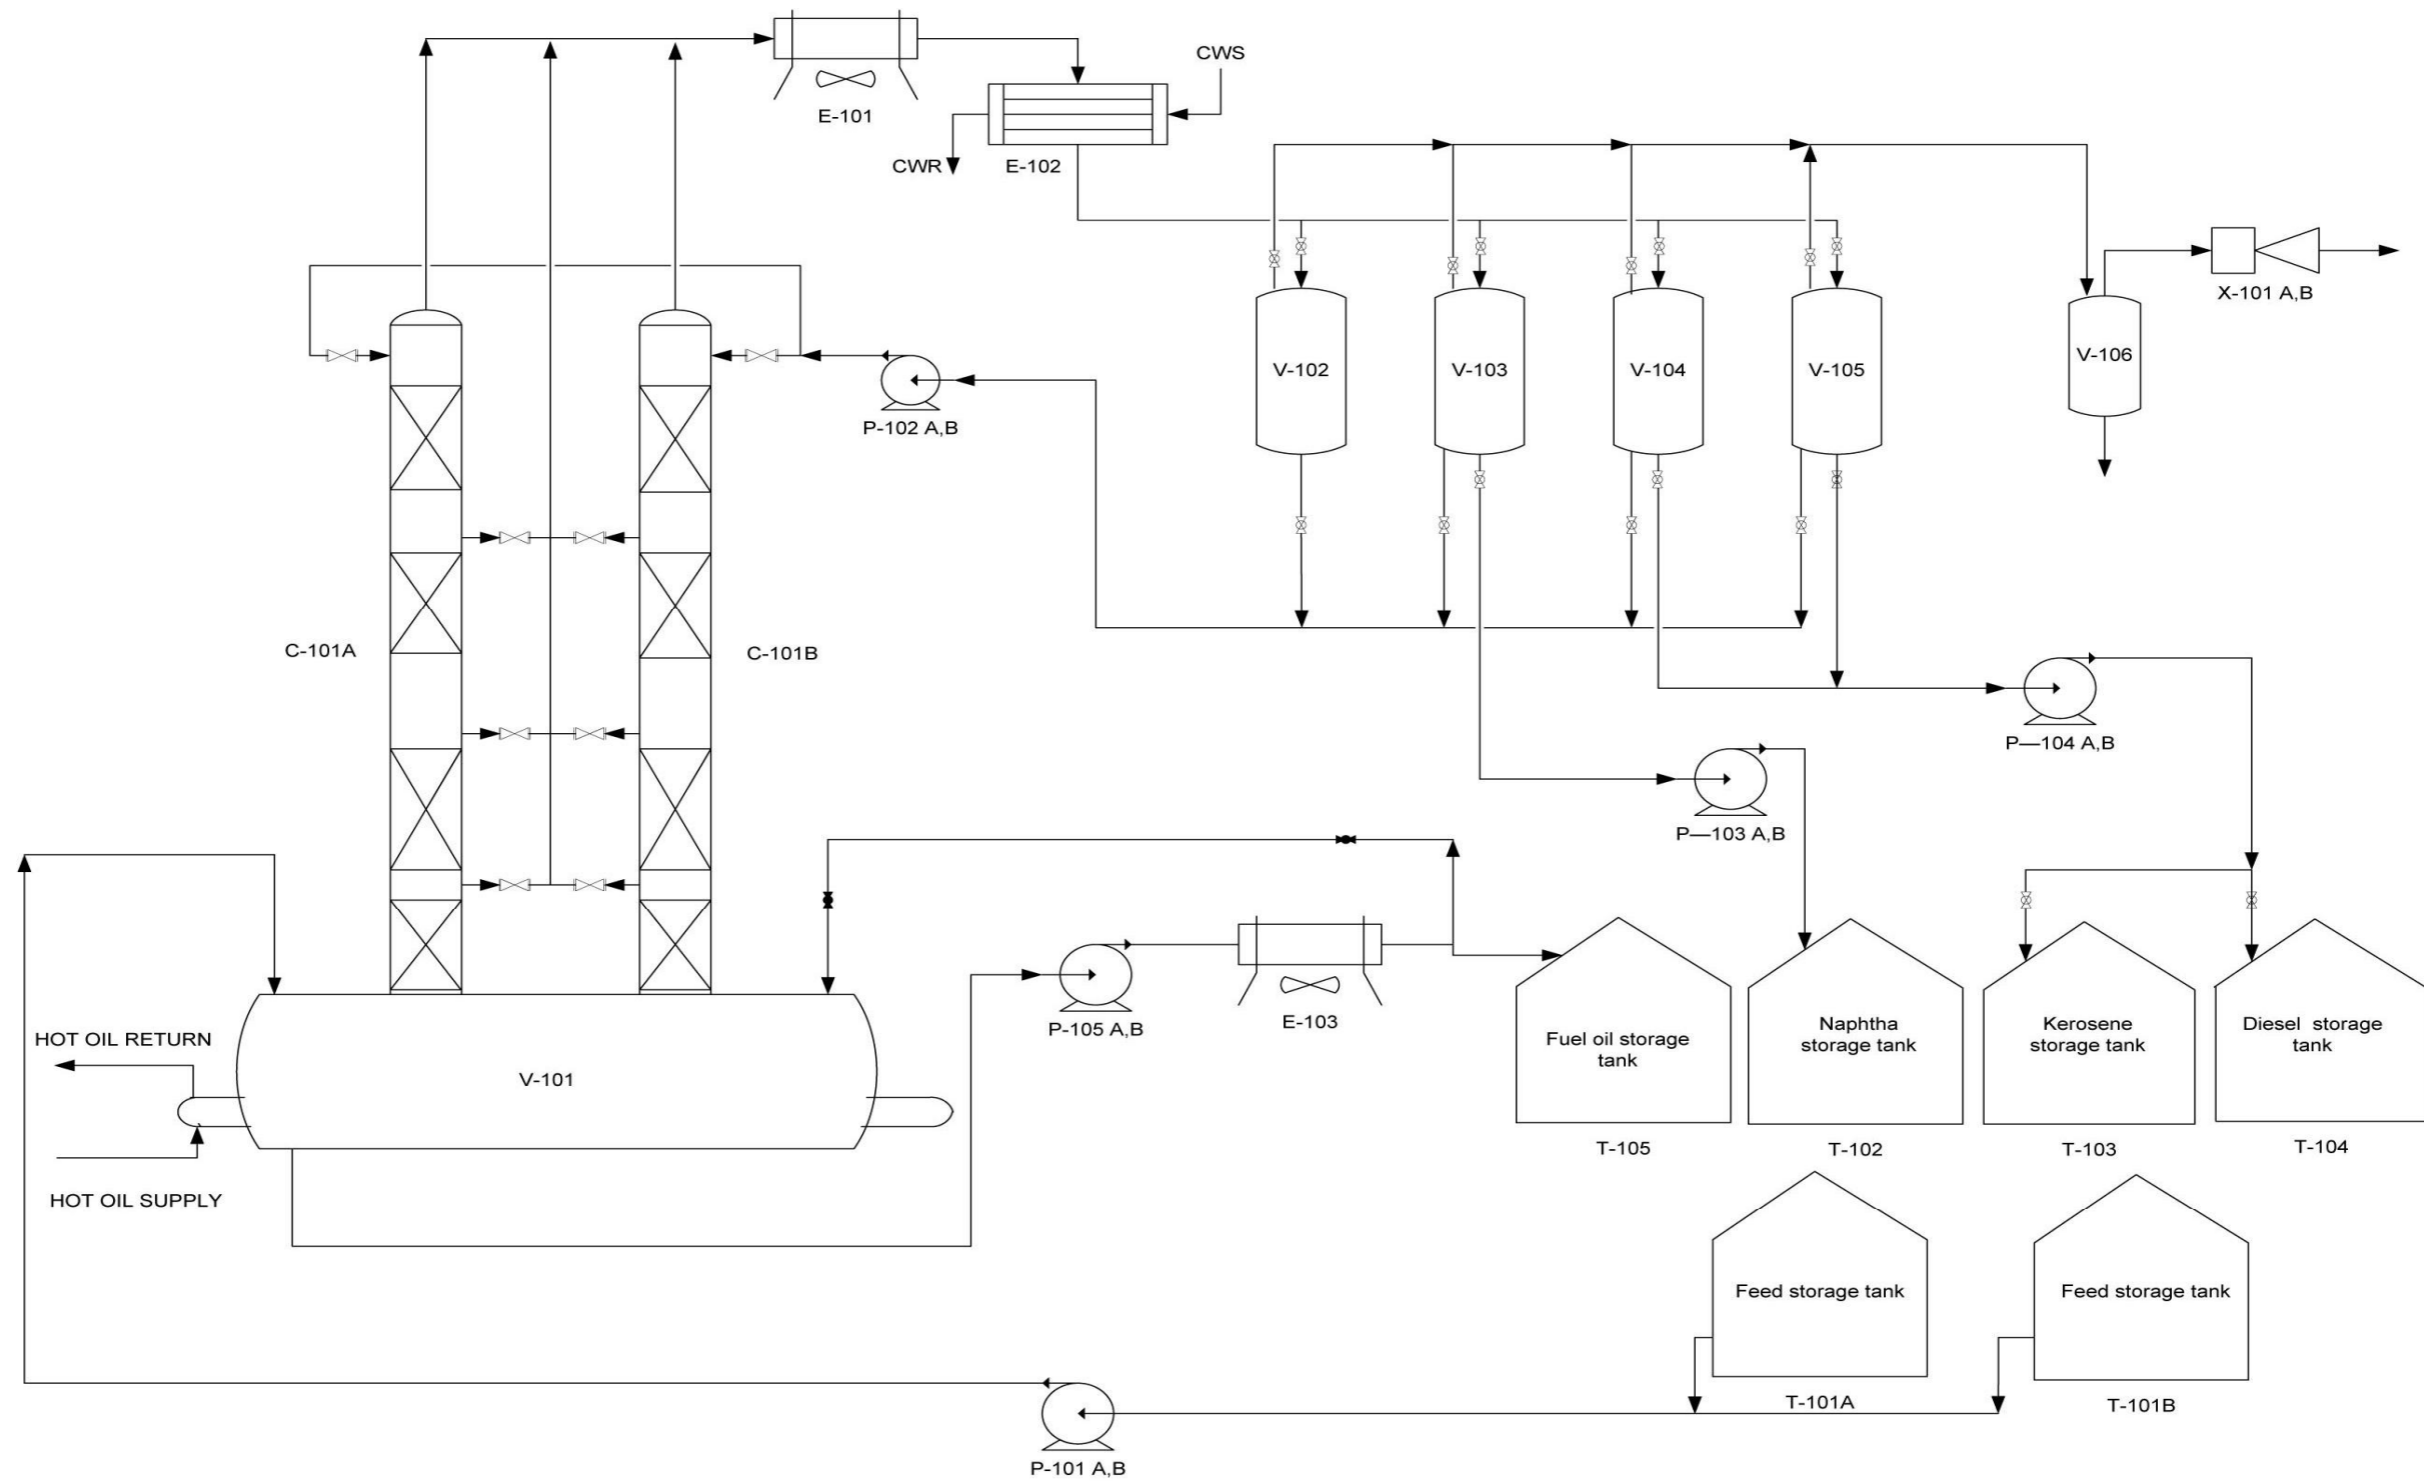 CWS
E-101
CWR
E-102
X-101 A,B
V-102
V-103
V-104
V-105
V-106
P-102 A,B
C-101A
C-101B
P—104 A,B
P—103 A,B
HOT OIL RETURN
V-101
HOT OIL SUPPLY
P-105 A,B
E-103
Fuel oil storage
tank
Naphtha
storage tank
Kerosene
storage tank
Diesel storage
tank
T-105
T-102
T-103
T-104
Feed storage tank
Feed storage tank
T-101A
T-101B
P-101 A,B